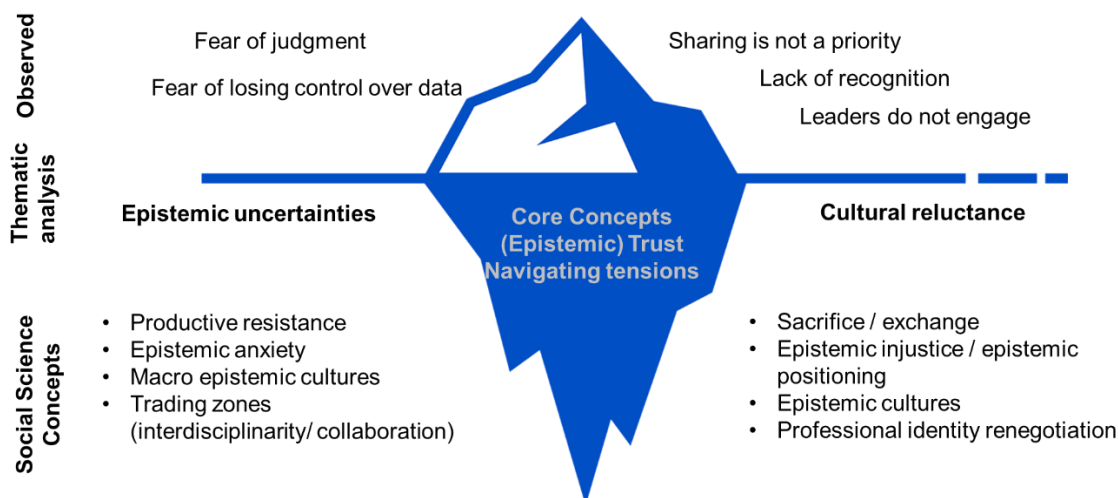 Observed
Fear of judgment
Fear of losing control over data
Sharing is not a priority
Lack of recognition
Leaders do not engage
Thematic
analysis
Epistemic uncertainties
Core Concepts
(Epistemic) Trust
Navigating tensions
Cultural reluctance
Social Science
Concepts
• Productive resistance
• Epistemic anxiety
• Macro epistemic cultures
• Trading zones
(interdisciplinarity/ collaboration)
• Sacrifice / exchange
• Epistemic injustice / epistemic
positioning
• Epistemic cultures
• Professional identity renegotiation